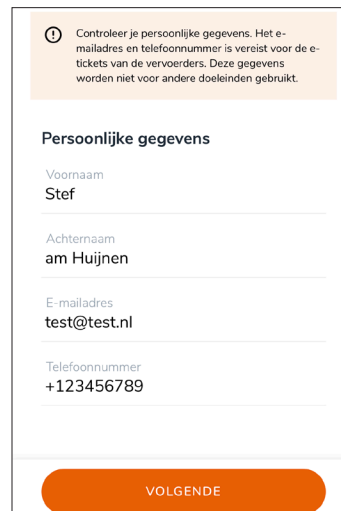 Controleer je persoonlijke gegevens. Het e-
mailadres en telefoonnummer is vereist voor de e-
tickets van de vervoerders. Deze gegevens
worden niet voor andere doeleinden gebruikt.
Persoonlijke gegevens
Voornaam
Stef
Achternaam
am Huijnen
E-mailadres
test@test.nl
Telefoonnummer
+123456789
VOLGENDE